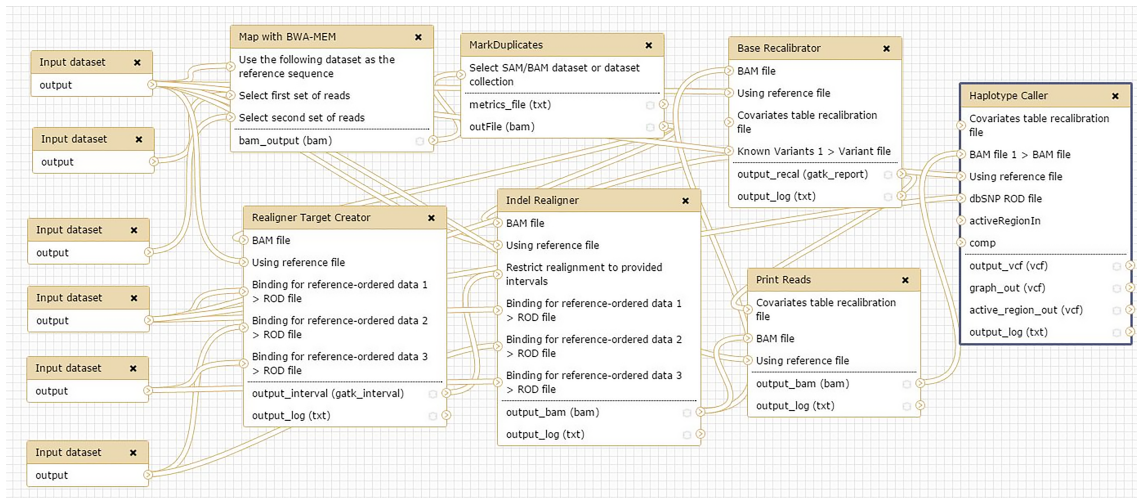 Input dataset
output
Input dataset
output
Input dataset
output
Input dataset
output
Input dataset
output
Input dataset
output
Map with BWA-MEM
Use the following dataset as the
reference sequence
Select first set of reads
Select second set of reads
bam_output (bam)
Realigner Target Creator
BAM file
Using reference file
Binding for reference-ordered data 1
> ROD file
Binding for reference-ordered data 2
> ROD file
Binding for reference-ordered data 3
> ROD file
output_interval (gatk_interval)
output_log (txt)
MarkDuplicates
Select SAM/BAM dataset or dataset
collection
metrics_file (txt)
outFile (bam)
Indel Realigner
BAM file
Using reference file
Restrict realignment to provided
intervals
Binding for reference-ordered data 1
> ROD file
Binding for reference-ordered data 2
> ROD file
Binding for reference-ordered data 3
> ROD file
output_bam (bam)
output_log (txt)
Base Recalibrator
BAM file
Using reference file
Covariates table recalibration
file
Known Variants 1 > Variant file
output_recal (gatk_report)
output_log (txt)
Print Reads
Covariates table recalibration
file
BAM file
Using reference file
output_bam (bam)
output_log (txt)
Haplotype Caller
Covariates table recalibration
file
BAM file 1 > BAM file
Using reference file
dbSNP ROD file
activeRegionIn
comp
output_vcf (vcf)
graph_out (vcf)
active_region_out (vcf)
output_log (txt)